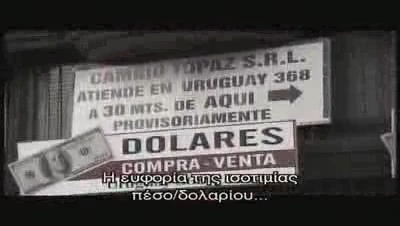 CAMBIO TOPAZ S.R.L.
ATIENDE EN URUGUAY 368
A 30 MTS. DE AQUI
PROVISORIAMENTE
DOLARES
COMPRA - VENTA
Η ευφορία της ισοτιμίας
πέσο/δολαρίου...